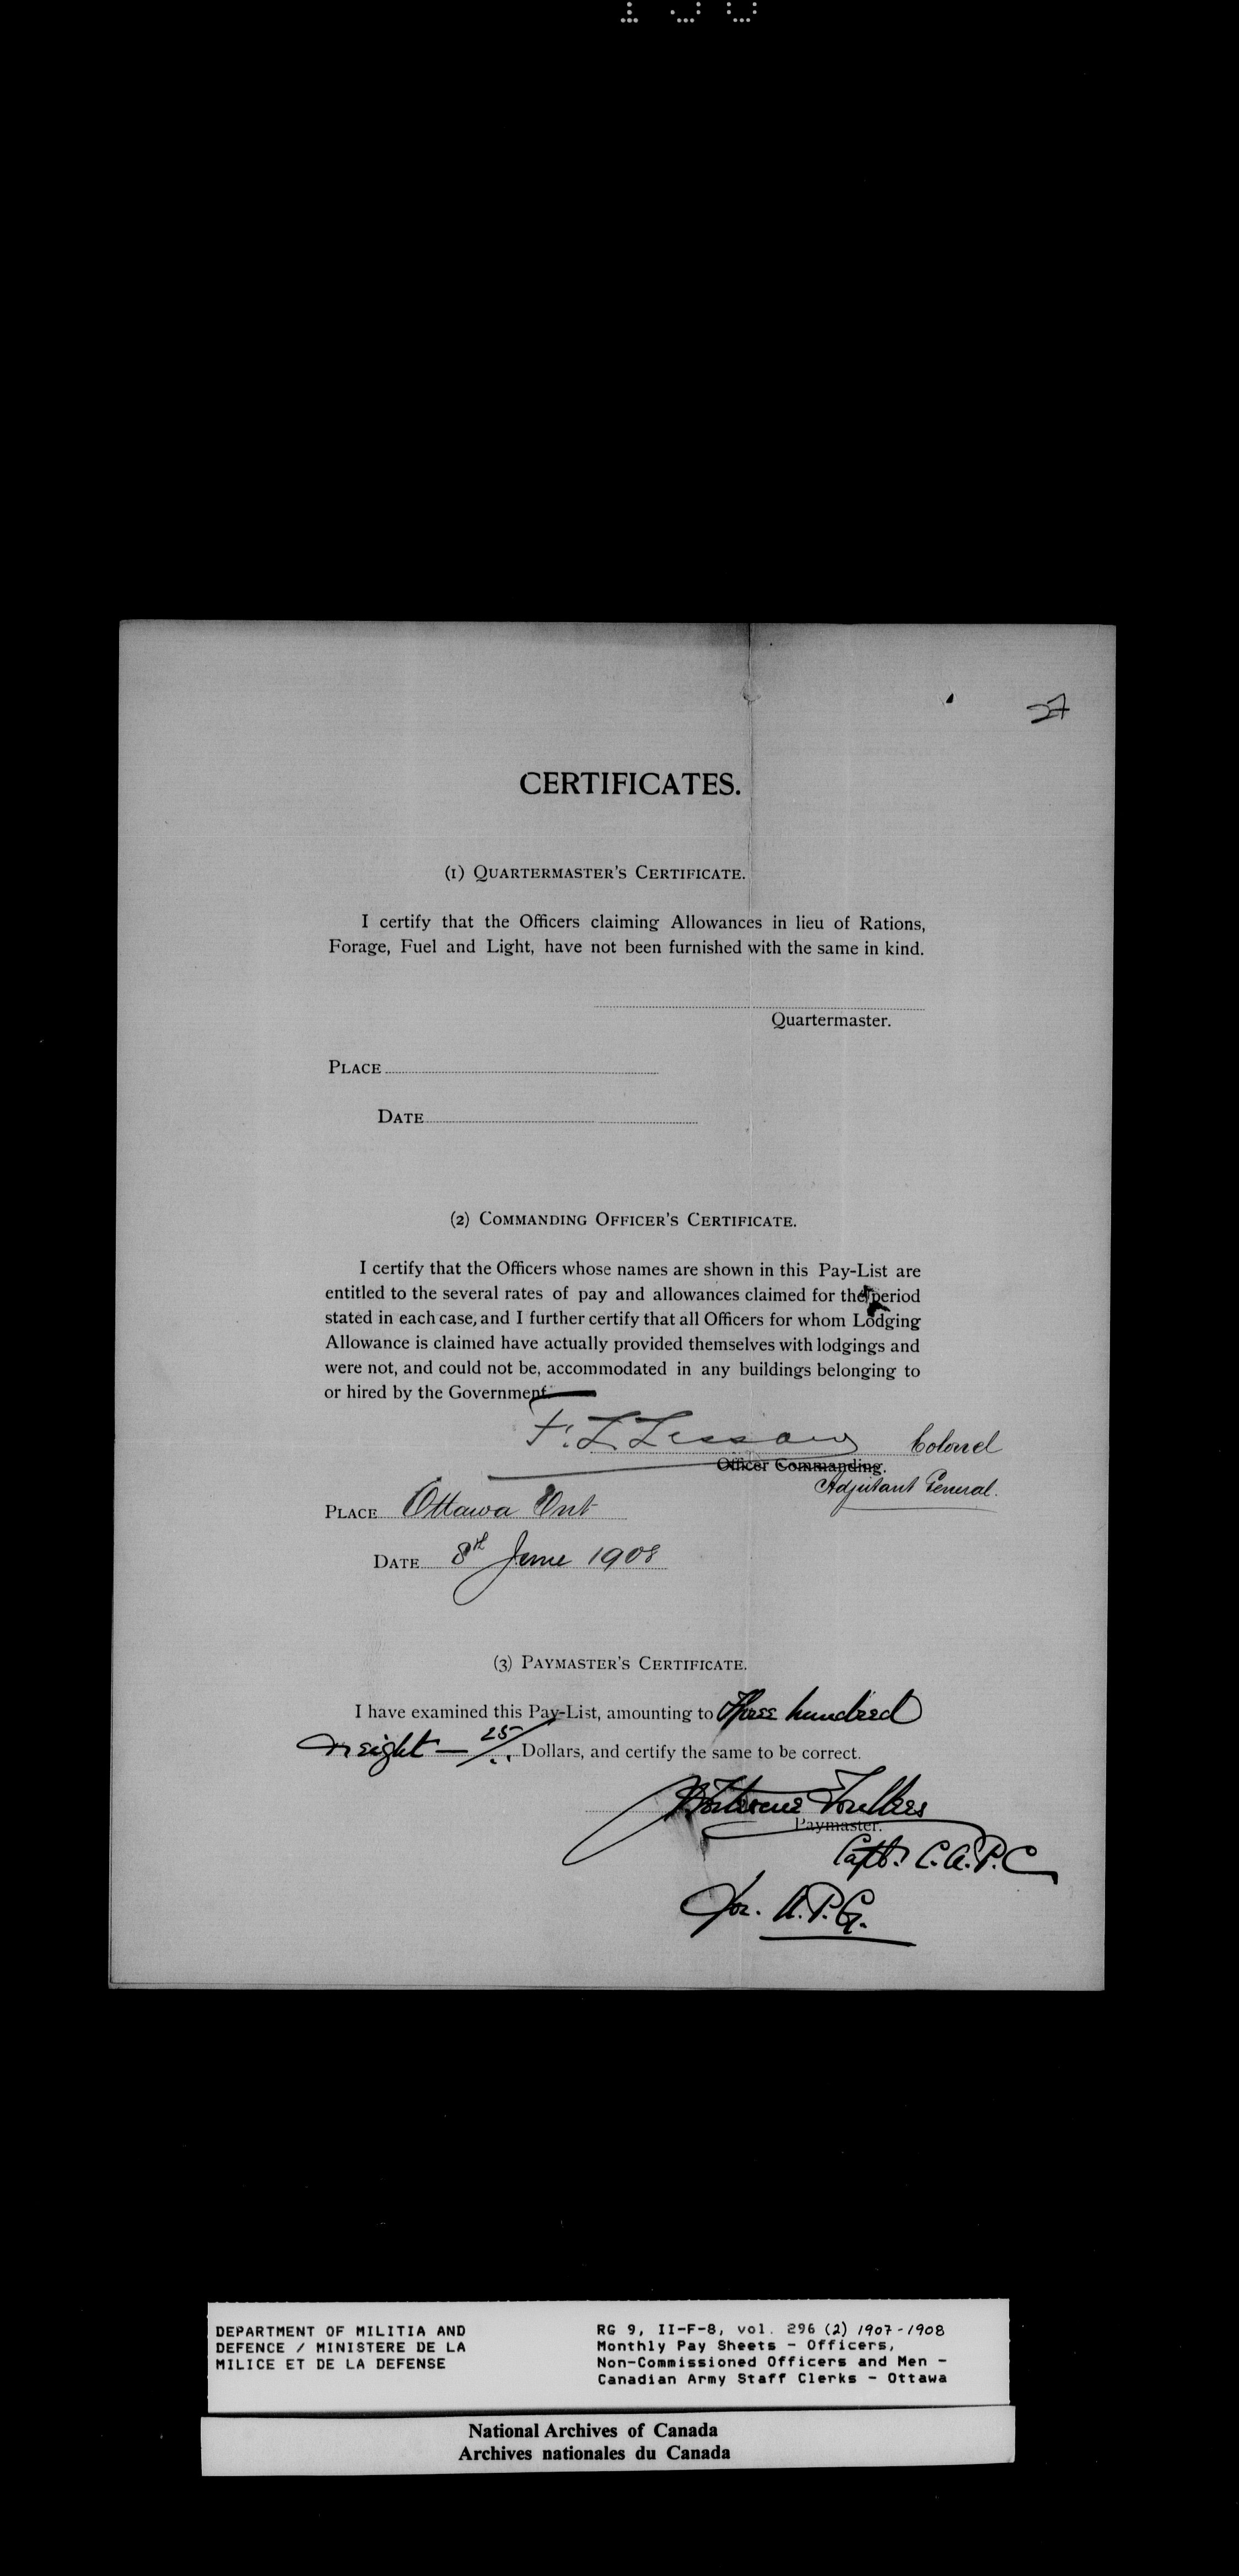 27
CERTIFICATES.
(1) QUARTERMASTER'S CERTIFICATE.
I certify that the Officers claiming Allowances in lieu of Rations,
Forage, Fuel and Light, have not been furnished with the same in kind.
Quartermaster.
PLACE
DATE
(2) COMMANDING OFFICER'S CERTIFICATE.
I certify that the Officers whose names are shown in this Pay-List are
entitled to the several rates of pay and allowances claimed for the period
stated in each case, and I further certify that all Officers for whom Lodging
Allowance is claimed have actually provided themselves with lodgings and
were not, and could not be, accommodated in any buildings belonging to
or hired by the Government.
F. L. Lessard Colonel
Officer Commanding.
Adjutant General.
PLACE Ottawa Ont
DATE 8th June 1908
(3) PAYMASTER'S CERTIFICATE.
I have examined this Pay-List, amounting to Three hundred
eight — 25/.. Dollars, and certify the same to be correct.
Foulkes
Paymaster.
Capt. C.A.P.C
for. A.P.G.
DEPARTMENT OF MILITIA AND
DEFENCE / MINISTERE DE LA
MILICE ET DE LA DEFENSE
RG 9, II-F-8, vol. 296 (2) 1907-1908
Monthly Pay Sheets - Officers,
Non-Commissioned Officers and Men -
Canadian Army Staff Clerks - Ottawa
National Archives of Canada
Archives nationales du Canada